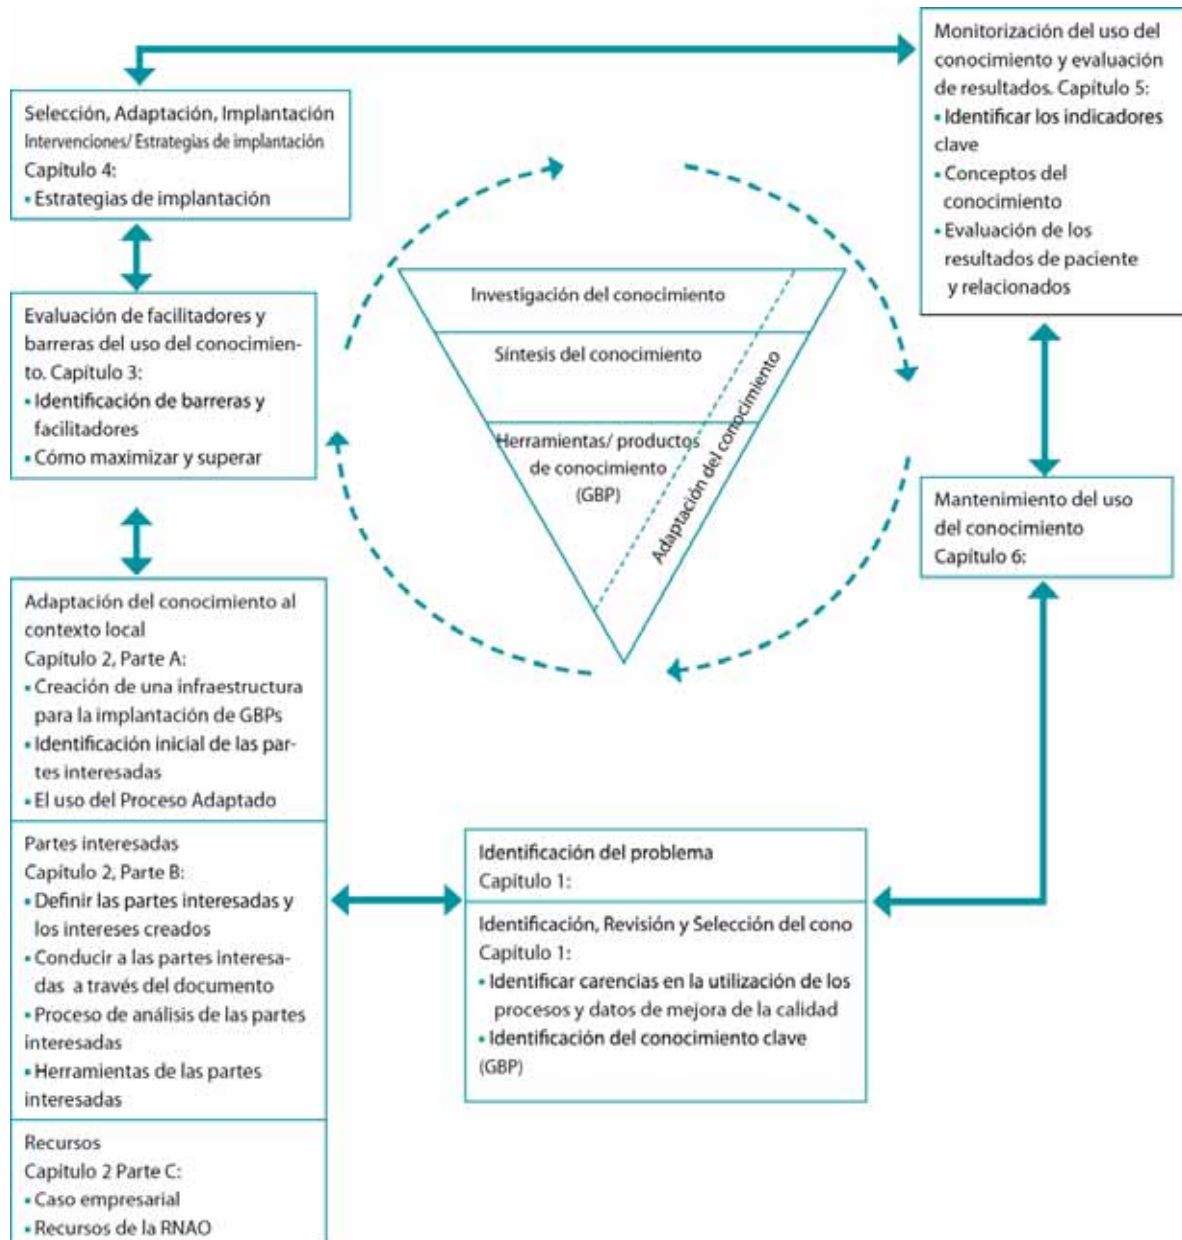 Monitorización del uso del
conocimiento y evaluación
de resultados. Capítulo 5:
▪ Identificar los indicadores
clave
▪ Conceptos del
conocimiento
▪ Evaluación de los
resultados de paciente
y relacionados
Selección, Adaptación, Implantación
Intervenciones/ Estrategias de implantación
Capítulo 4:
▪ Estrategias de implantación
Evaluación de facilitadores y
barreras del uso del conocimien-
to. Capítulo 3:
▪ Identificación de barreras y
facilitadores
▪ Cómo maximizar y superar
Investigación del conocimiento
Síntesis del conocimiento
Herramientas/ productos
de conocimiento
(GBP)
Adaptación del conocimiento
Mantenimiento del uso
del conocimiento
Capítulo 6:
Adaptación del conocimiento al
contexto local
Capítulo 2, Parte A:
▪ Creación de una infraestructura
para la implantación de GBPs
▪ Identificación inicial de las par-
tes interesadas
▪ El uso del Proceso Adaptado
Partes interesadas
Capítulo 2, Parte B:
▪ Definir las partes interesadas y
los intereses creados
▪ Conducir a las partes interesa-
das a través del documento
▪ Proceso de análisis de las partes
interesadas
▪ Herramientas de las partes
interesadas
Recursos
Capítulo 2 Parte C:
▪ Caso empresarial
▪ Recursos de la RNAO
Identificación del problema
Capítulo 1:
Identificación, Revisión y Selección del cono
Capítulo 1:
▪ Identificar carencias en la utilización de los
procesos y datos de mejora de la calidad
▪ Identificación del conocimiento clave
(GBP)